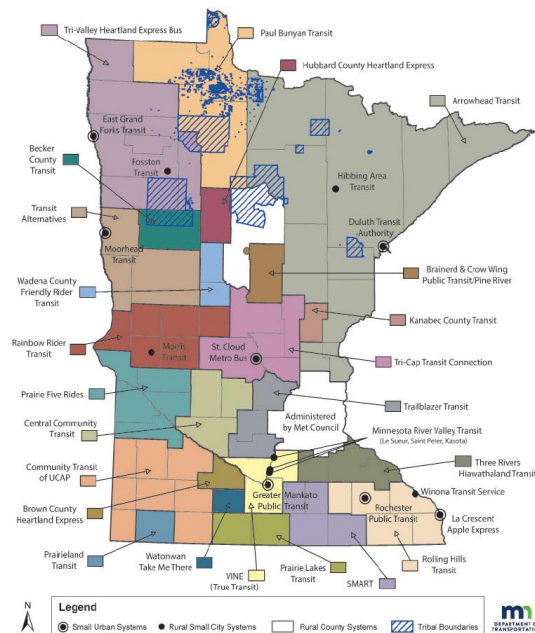 Tri-Valley Heartland Express Bus
Paul Bunyan Transit
Hubbard County Heartland Express
Arrowhead Transit
East Grand
Forks Transit
Becker
County
Transit
Fosston
Transit
Hibbing Area
Transit
Transit
Alternatives
Duluth Transit
Authority
Moorhead
Transit
Wadena County
Friendly Rider
Transit
Brainerd & Crow Wing
Public Transit/Pine River
Kanabec County Transit
Rainbow Rider
Transit
Morris
Transit
St. Cloud
Metro Bus
Tri-Cap Transit Connection
Prairie Five Rides
Trailblazer Transit
Central Community
Transit
Administered
by Met Council
Minnesota River Valley Transit
(Le Sueur, Saint Peter, Kasota)
Community Transit
of UCAP
Three Rivers
Hiawathaland Transit
Brown County
Heartland Express
Greater Mankato
Public Transit
Winona Transit Service
Rochester
Public Transit
La Crescent
Apple Express
Prairieland
Transit
Watonwan
Take Me There
VINE
(True Transit)
Prairie Lakes
Transit
SMART
Rolling Hills
Transit
N
Legend
Small Urban Systems
Rural Small City Systems
Rural County Systems
Tribal Boundaries
DEPARTMENT OF
TRANSPORTATION